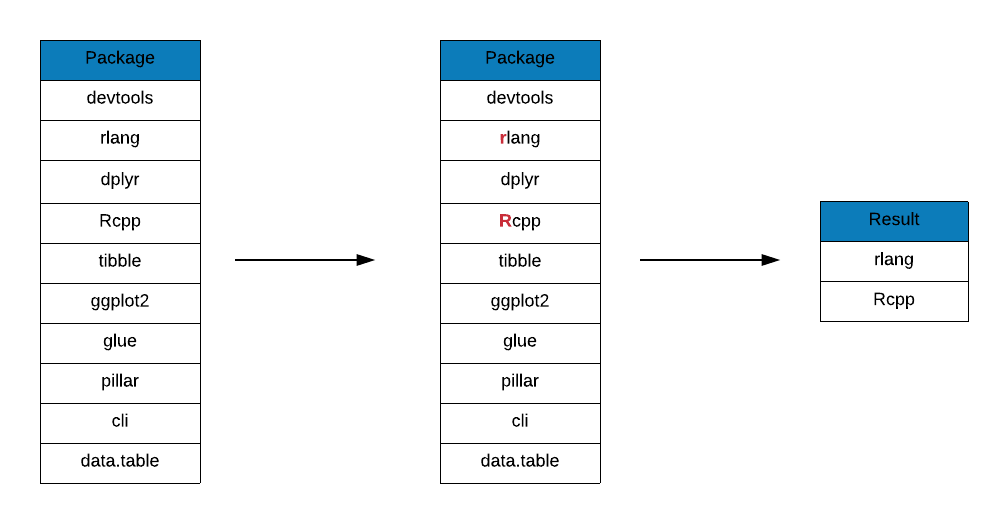 Package
devtools
rlang
dplyr
Rcpp
tibble
ggplot2
glue
pillar
cli
data.table
Package
devtools
rlang
dplyr
Rcpp
tibble
ggplot2
glue
pillar
cli
data.table
Result
rlang
Rcpp